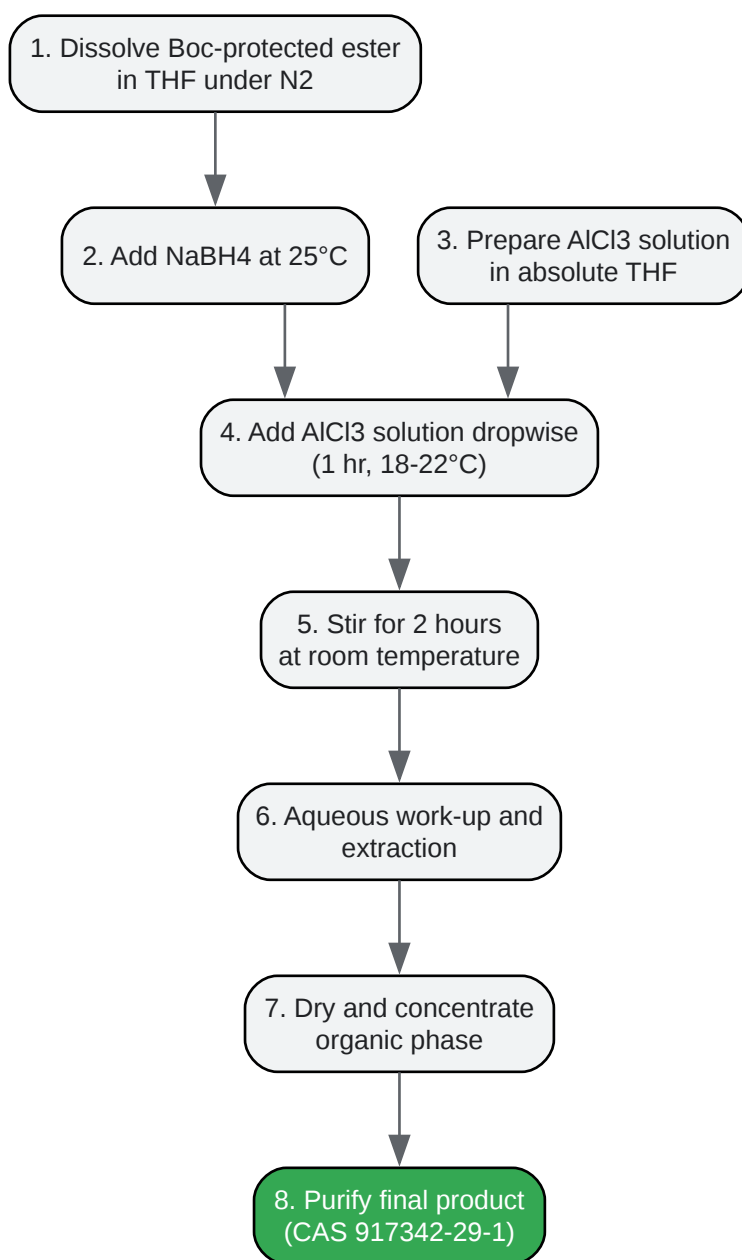 1. Dissolve Boc-protected ester
in THF under N2
2. Add NaBH4 at 25°C
3. Prepare AlCl3 solution
in absolute THF
4. Add AlCl3 solution dropwise
(1 hr, 18-22°C)
5. Stir for 2 hours
at room temperature
6. Aqueous work-up and
extraction
7. Dry and concentrate
organic phase
8. Purify final product
(CAS 917342-29-1)